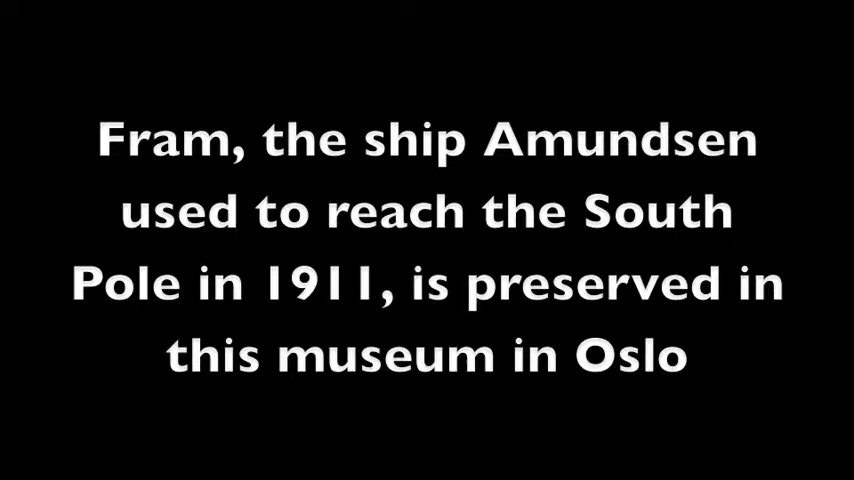 Fram, the ship Amundsen
used to reach the South
Pole in 1911, is preserved in
this museum in Oslo